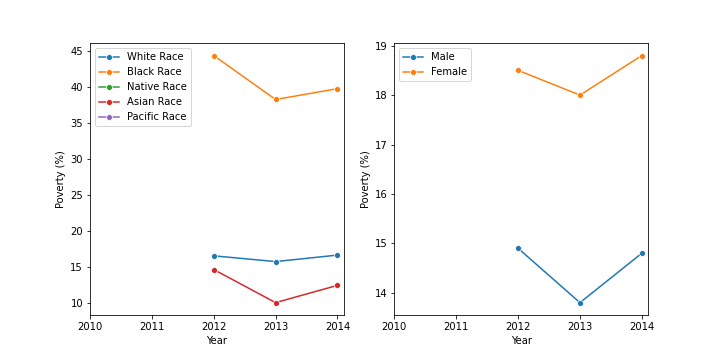 White Race
Black Race
Native Race
Asian Race
Pacific Race
45
40
35
30
25
20
15
10
Poverty (%)
2010 2011 2012 2013 2014
Year
Male
Female
19
18
17
16
15
14
Poverty (%)
2010 2011 2012 2013 2014
Year